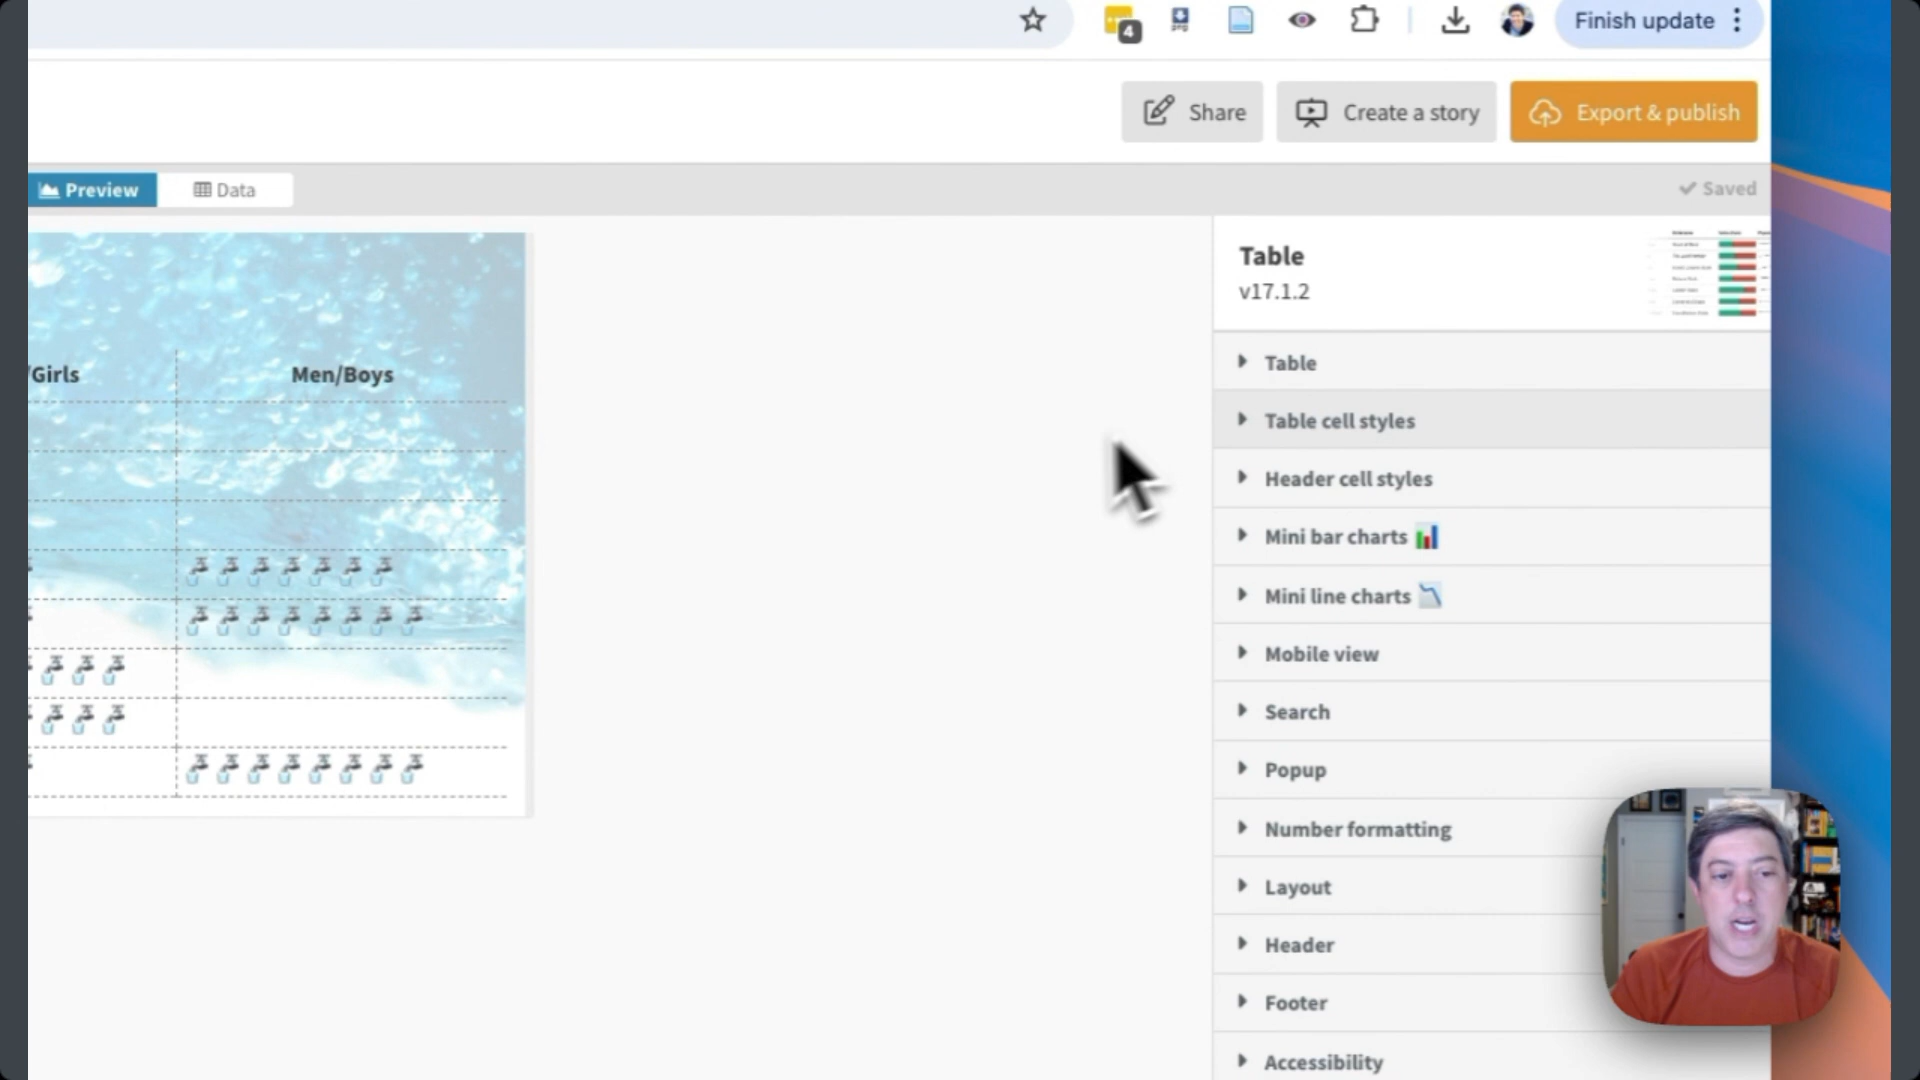 4
Finish update
Share
Create a story
Export & publish
Preview
Data
Saved
Table
v17.1.2
/Girls
Men/Boys
Table
Table cell styles
Header cell styles
Mini bar charts 📊
Mini line charts 📉
Mobile view
Search
Popup
Number formatting
Layout
Header
Footer
Accessibility